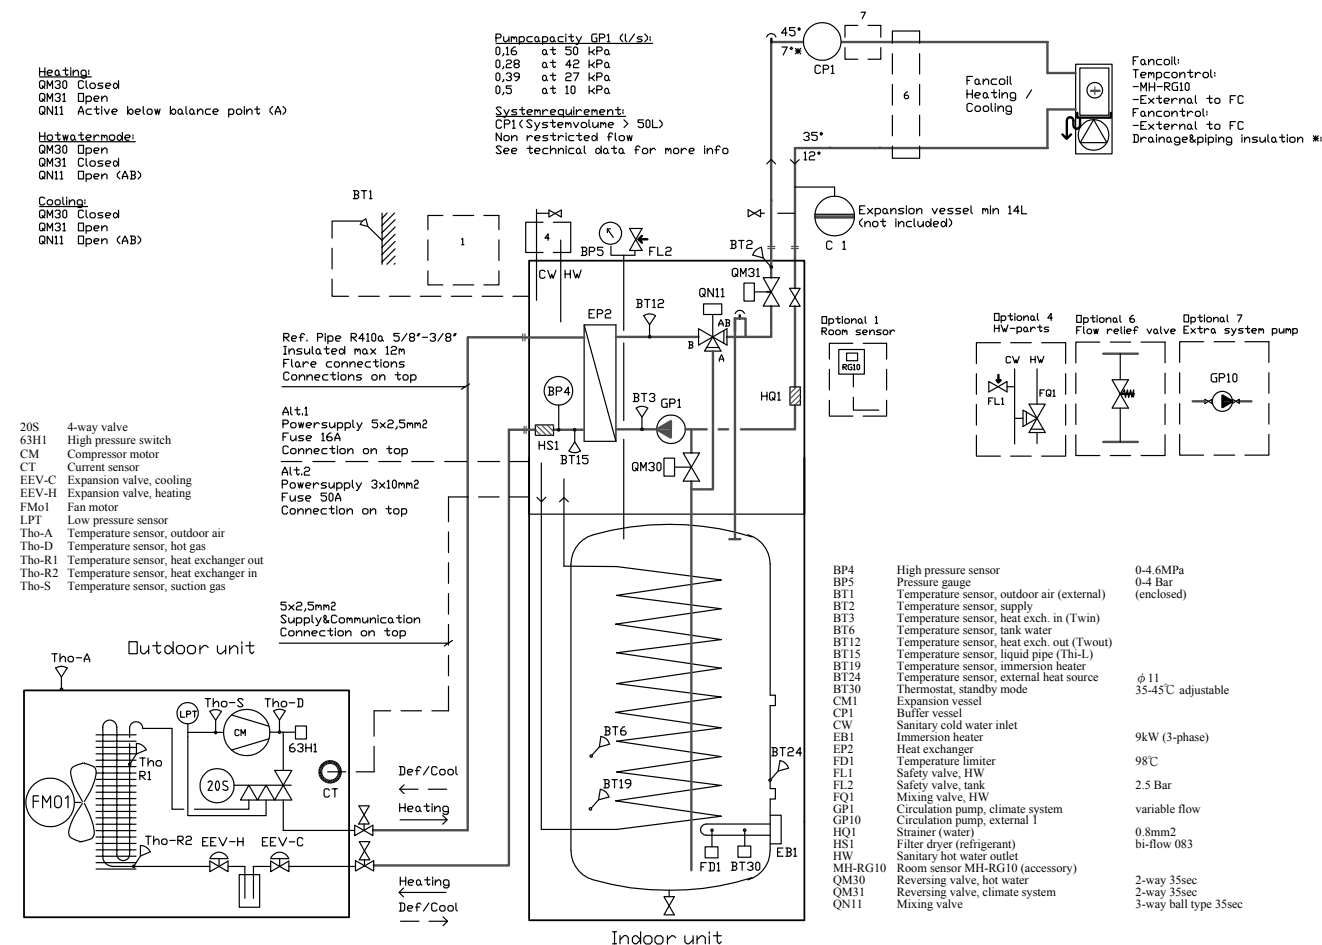 Heating:
QM30 Closed
QM31 Open
QN11 Active below balance point (A)
Hotwatermode:
QM30 Open
QM31 Closed
QN11 Open (AB)
Cooling:
QM30 Closed
QM31 Open
QN11 Open (AB)
Pumpcapacity GP1 (l/s):
0,16 at 50 kPa
0,28 at 42 kPa
0,39 at 27 kPa
0,5 at 10 kPa
Systemrequirement:
CP1(Systemvolume > 50L)
Non restricted flow
See technical data for more info
45°
7°*
CP1
7
6
35°
12°
Fancoil
Heating /
Cooling
Fancoil:
Tempcontrol:
-MH-RG10
-External to FC
Fancontrol:
-External to FC
Drainage&piping insulation *:
Expansion vessel min 14L
(not included)
C 1
BT1
1
4
BP5
FL2
CW
HW
BT2
QM31
QN11
AB
B
A
EP2
BT12
BP4
HS1
BT15
BT3
GP1
HQ1
QM30
Ref. Pipe R410a 5/8"-3/8"
Insulated max 12m
Flare connections
Connections on top
Alt.1
Powersupply 5x2,5mm2
Fuse 16A
Connection on top
Alt.2
Powersupply 3x10mm2
Fuse 50A
Connection on top
5x2,5mm2
Supply&Communication
Connection on top
Optional 1
Room sensor
RG10
Optional 4
HW-parts
CW HW
FL1
FQ1
Optional 6
Flow relief valve
Optional 7
Extra system pump
GP10
20S 4-way valve
63H1 High pressure switch
CM Compressor motor
CT Current sensor
EEV-C Expansion valve, cooling
EEV-H Expansion valve, heating
FMo1 Fan motor
LPT Low pressure sensor
Tho-A Temperature sensor, outdoor air
Tho-D Temperature sensor, hot gas
Tho-R1 Temperature sensor, heat exchanger out
Tho-R2 Temperature sensor, heat exchanger in
Tho-S Temperature sensor, suction gas
Outdoor unit
Tho-A
LPT
Tho-S
Tho-D
CM
63H1
Tho
R1
20S
CT
FMO1
Tho-R2
EEV-H
EEV-C
Def/Cool
Heating
Heating
Def/Cool
BT6
BT19
BT24
FD1
BT30
EB1
Indoor unit
BP4 High pressure sensor 0-4.6MPa
BP5 Pressure gauge 0-4 Bar
BT1 Temperature sensor, outdoor air (external) (enclosed)
BT2 Temperature sensor, supply
BT3 Temperature sensor, heat exch. in (Twin)
BT6 Temperature sensor, tank water
BT12 Temperature sensor, heat exch. out (Twout)
BT15 Temperature sensor, liquid pipe (Thi-L)
BT19 Temperature sensor, immersion heater
BT24 Temperature sensor, external heat source ϕ 11
BT30 Thermostat, standby mode 35-45℃ adjustable
CM1 Expansion vessel
CP1 Buffer vessel
CW Sanitary cold water inlet
EB1 Immersion heater 9kW (3-phase)
EP2 Heat exchanger
FD1 Temperature limiter 98℃
FL1 Safety valve, HW
FL2 Safety valve, tank 2.5 Bar
FQ1 Mixing valve, HW
GP1 Circulation pump, climate system variable flow
GP10 Circulation pump, external 1
HQ1 Strainer (water) 0.8mm2
HS1 Filter dryer (refrigerant) bi-flow 083
HW Sanitary hot water outlet
MH-RG10 Room sensor MH-RG10 (accessory)
QM30 Reversing valve, hot water 2-way 35sec
QM31 Reversing valve, climate system 2-way 35sec
QN11 Mixing valve 3-way ball type 35sec